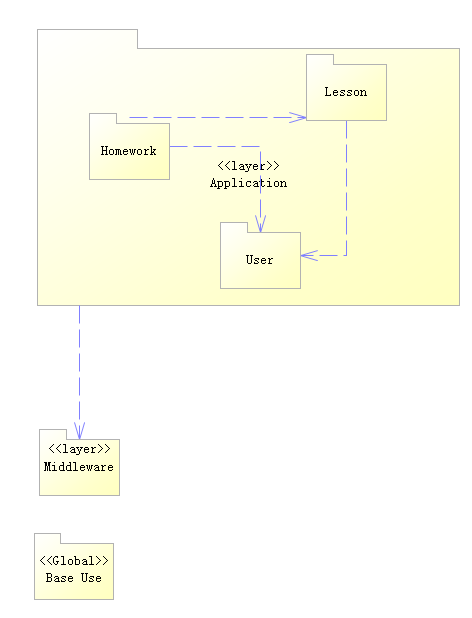 Lesson
Homework
<<layer>>
Application
User
<<layer>>
Middleware
<<Global>>
Base Use